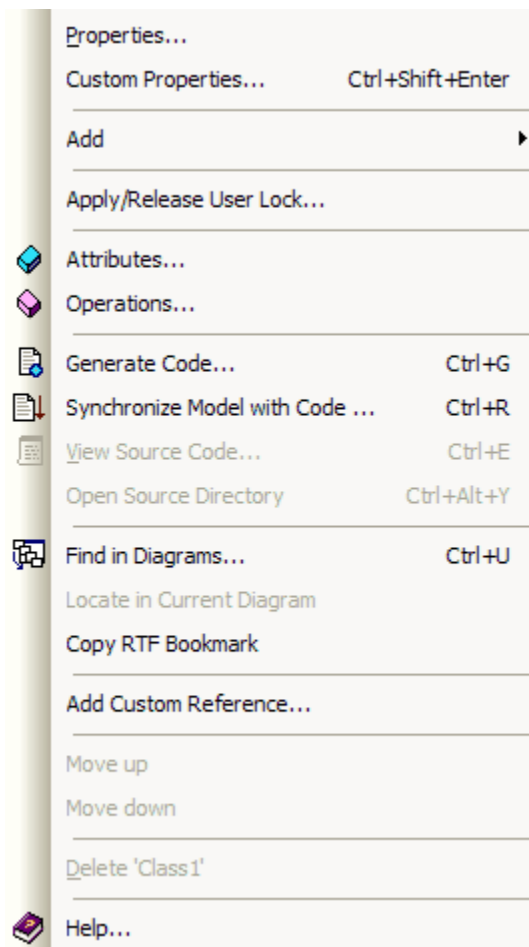 Properties...
Custom Properties... Ctrl+Shift+Enter
Add
Apply/Release User Lock...
Attributes...
Operations...
Generate Code... Ctrl+G
Synchronize Model with Code ... Ctrl+R
View Source Code... Ctrl+E
Open Source Directory Ctrl+Alt+Y
Find in Diagrams... Ctrl+U
Locate in Current Diagram
Copy RTF Bookmark
Add Custom Reference...
Move up
Move down
Delete 'Class1'
Help...